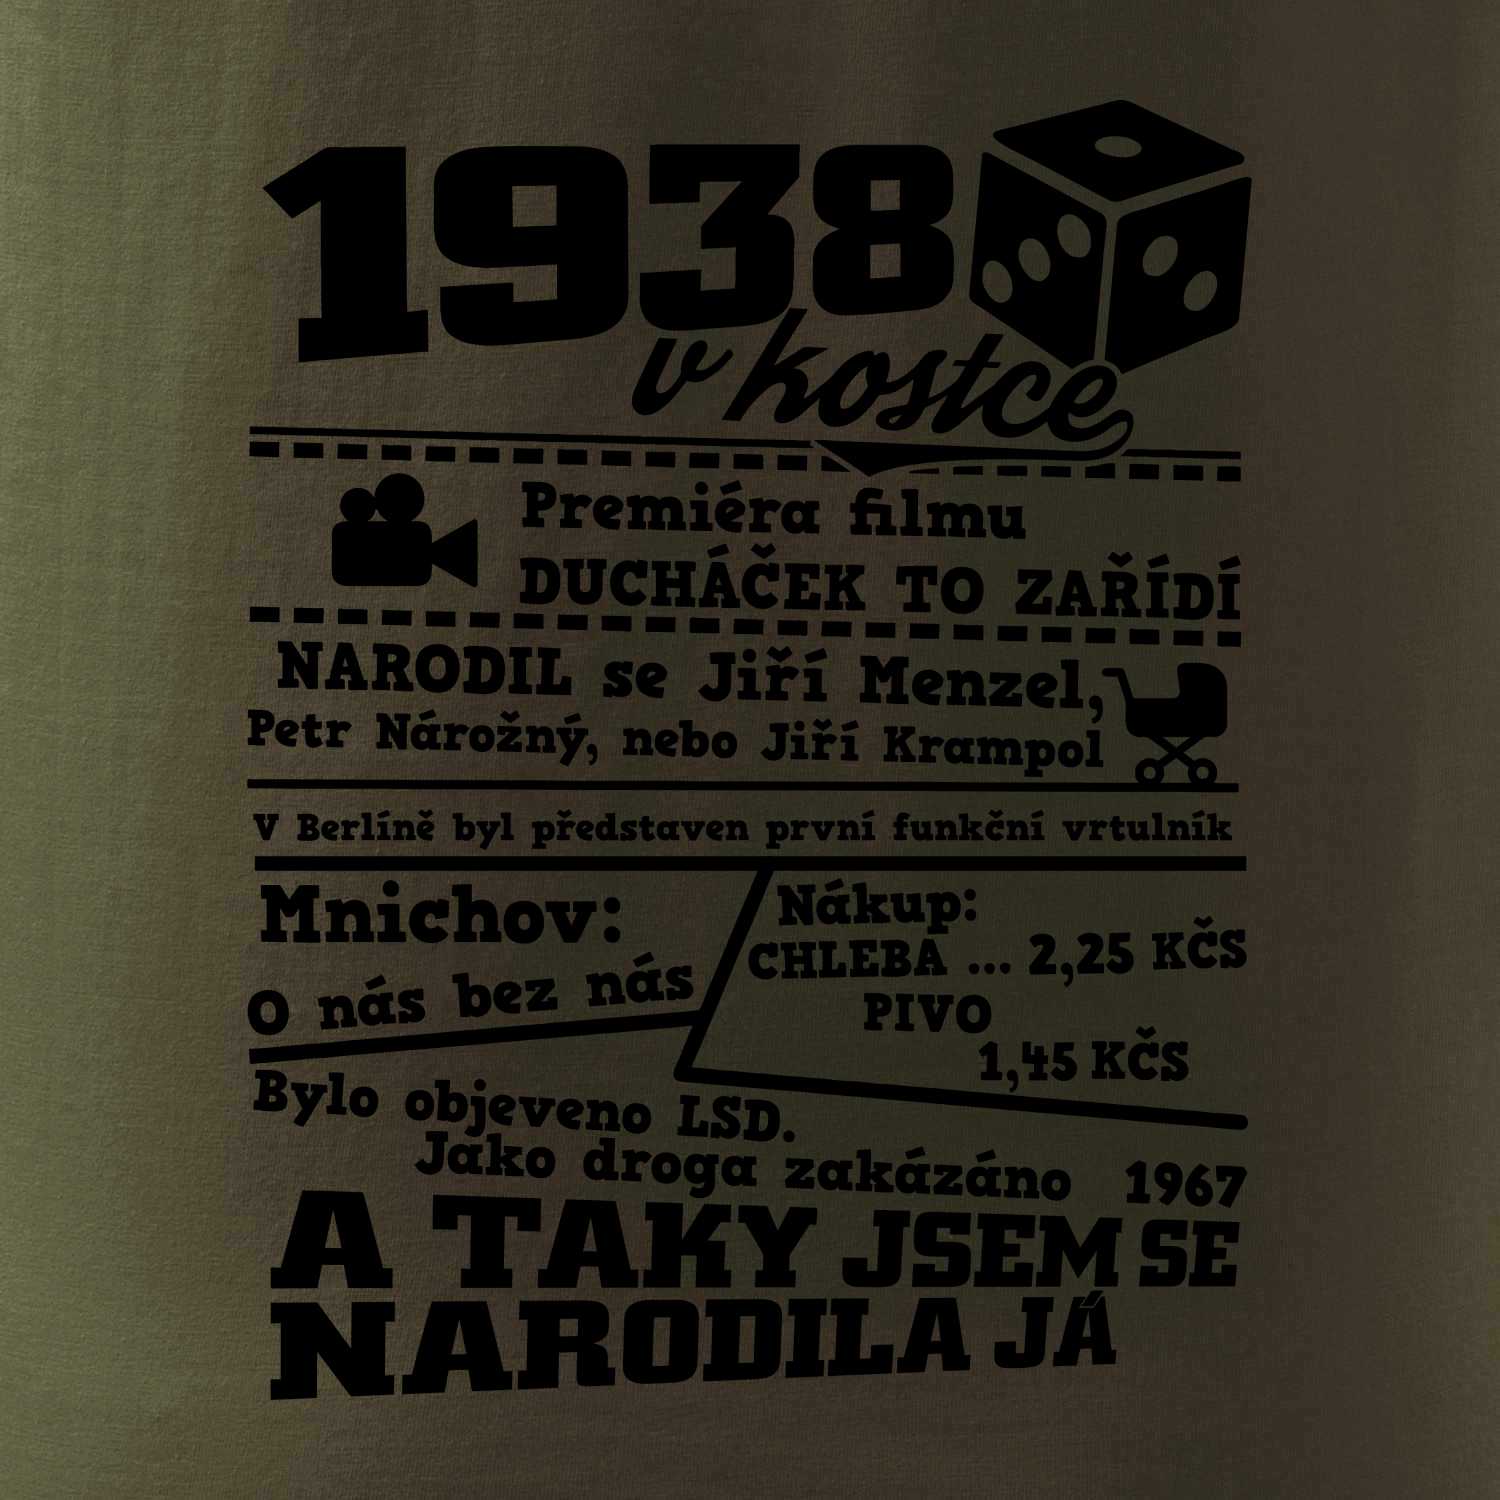 1938
v kostce
Premiéra filmu
DUCHÁČEK TO ZAŘÍDÍ
NARODIL se Jiří Menzel,
Petr Nárožný, nebo Jiří Krampol
V Berlíně byl představen první funkční vrtulník
Mnichov:
O nás bez nás
Nákup:
CHLEBA ... 2,25 KČS
PIVO
1,45 KČS
Bylo objeveno LSD.
Jako droga zakázáno 1967
A TAKY JSEM SE
NARODILA JÁ